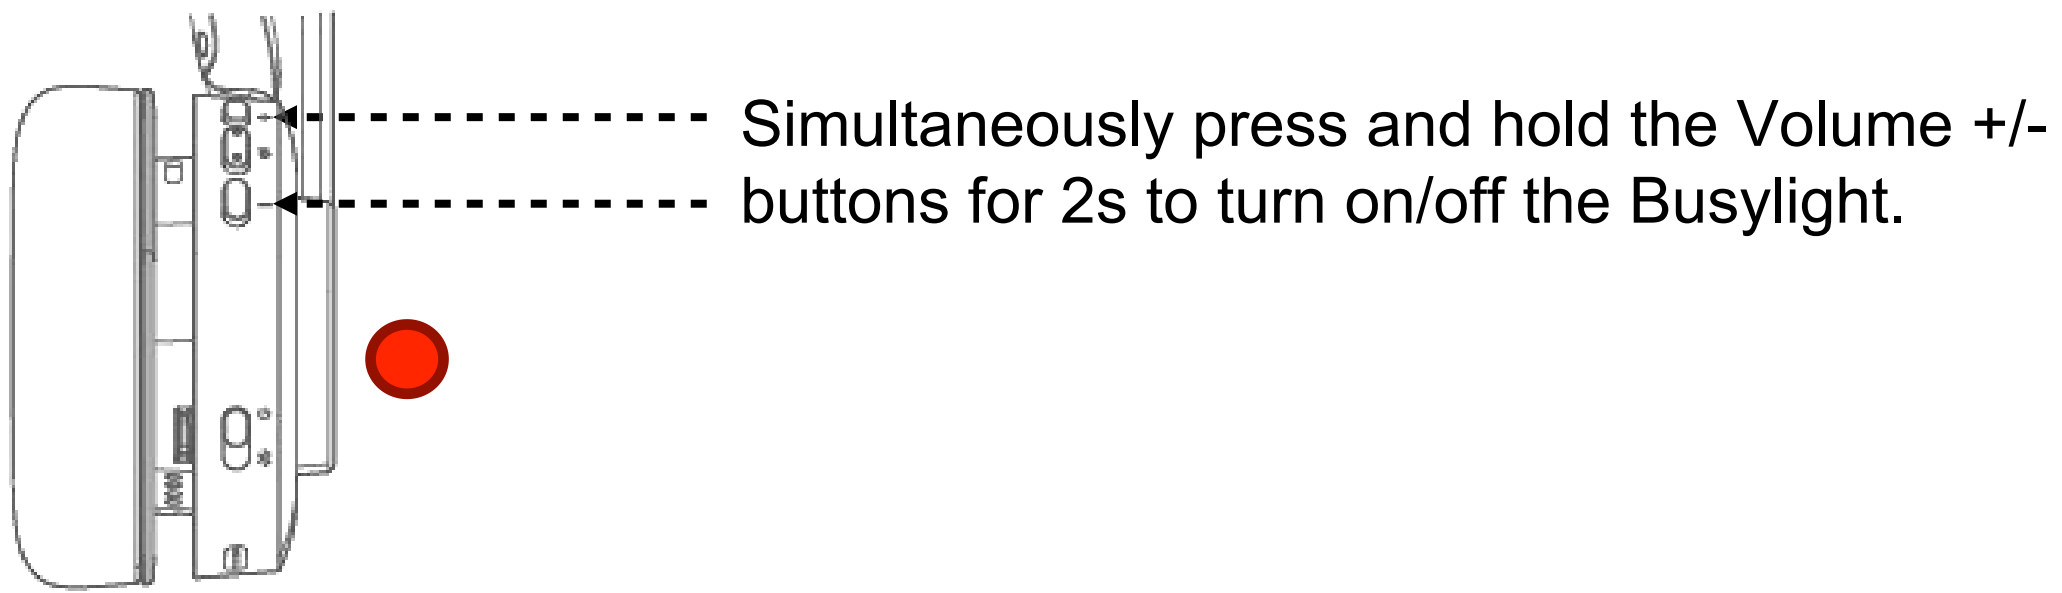 Simultaneously press and hold the Volume +/-
buttons for 2s to turn on/off the Busylight.